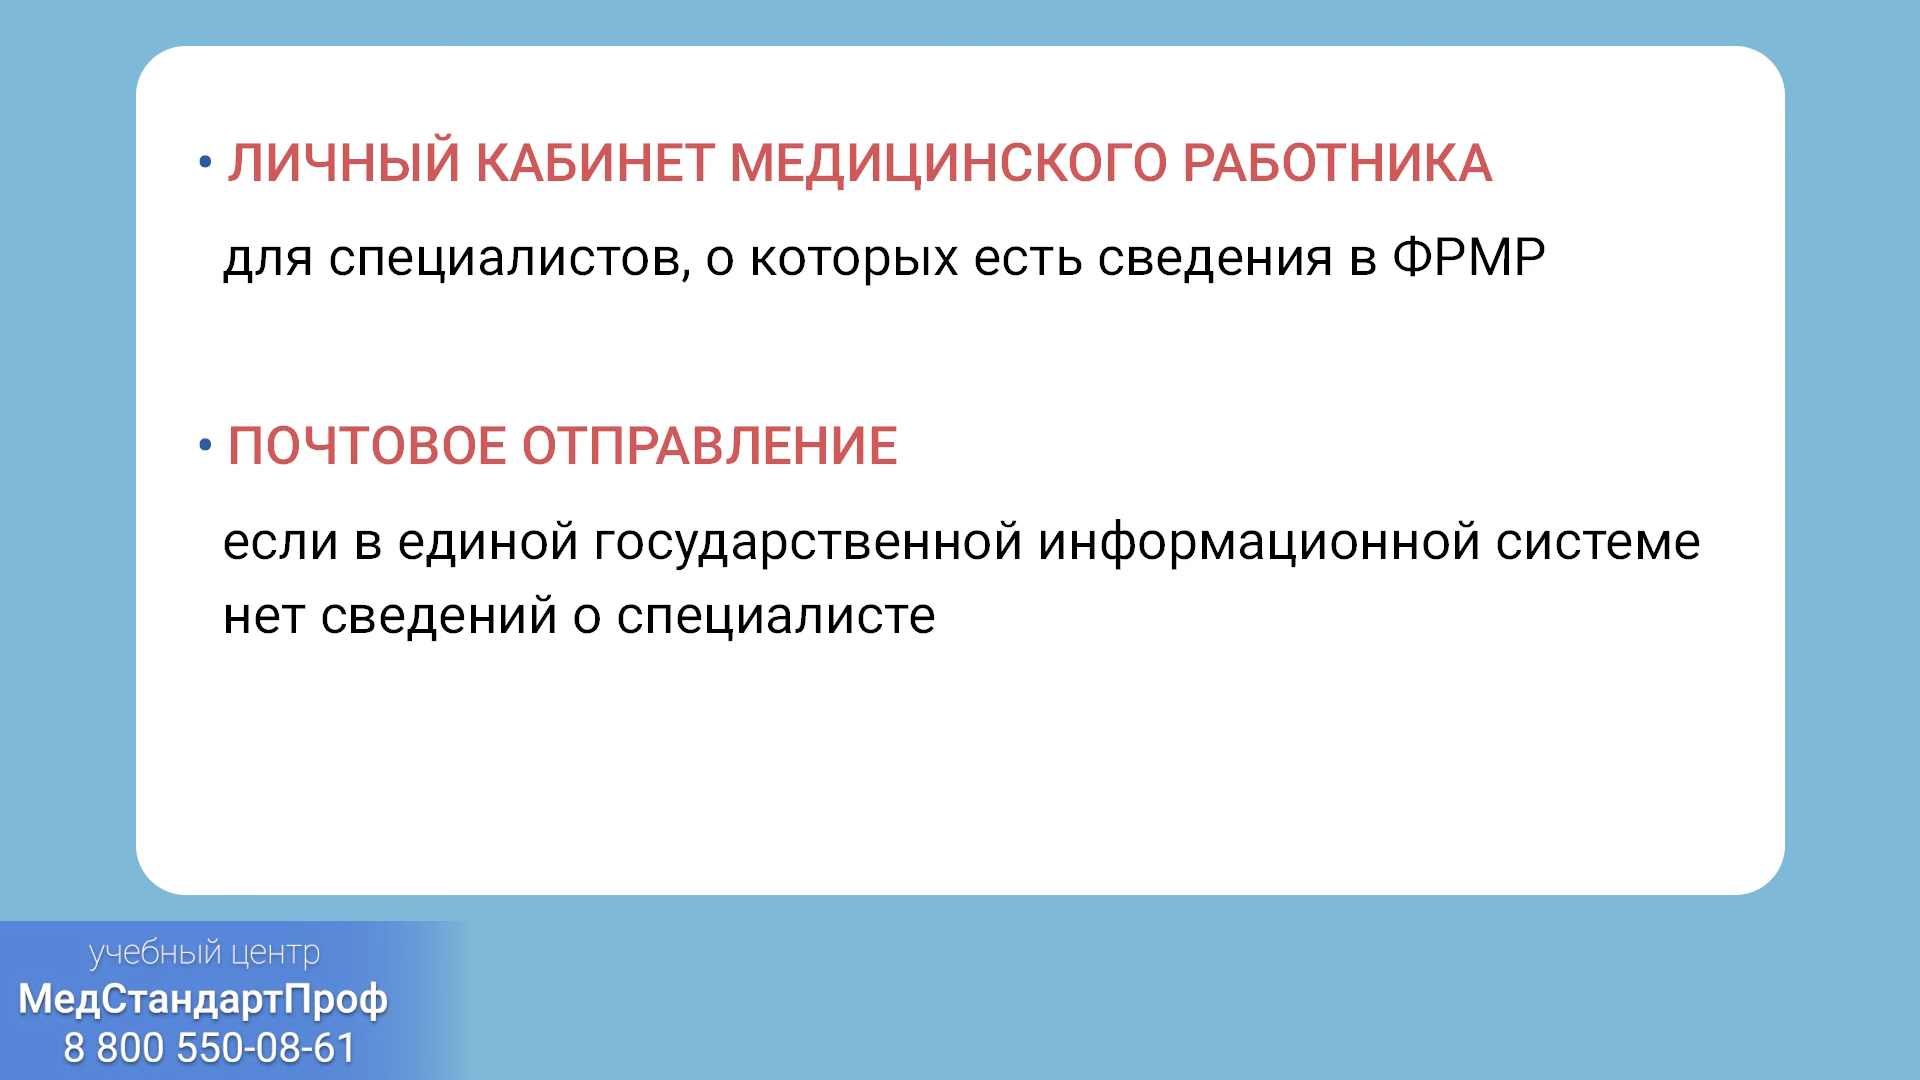 • ЛИЧНЫЙ КАБИНЕТ МЕДИЦИНСКОГО РАБОТНИКА
для специалистов, о которых есть сведения в ФРМР
• ПОЧТОВОЕ ОТПРАВЛЕНИЕ
если в единой государственной информационной системе
нет сведений о специалисте
учебный центр
МедСтандартПроф
8 800 550-08-61